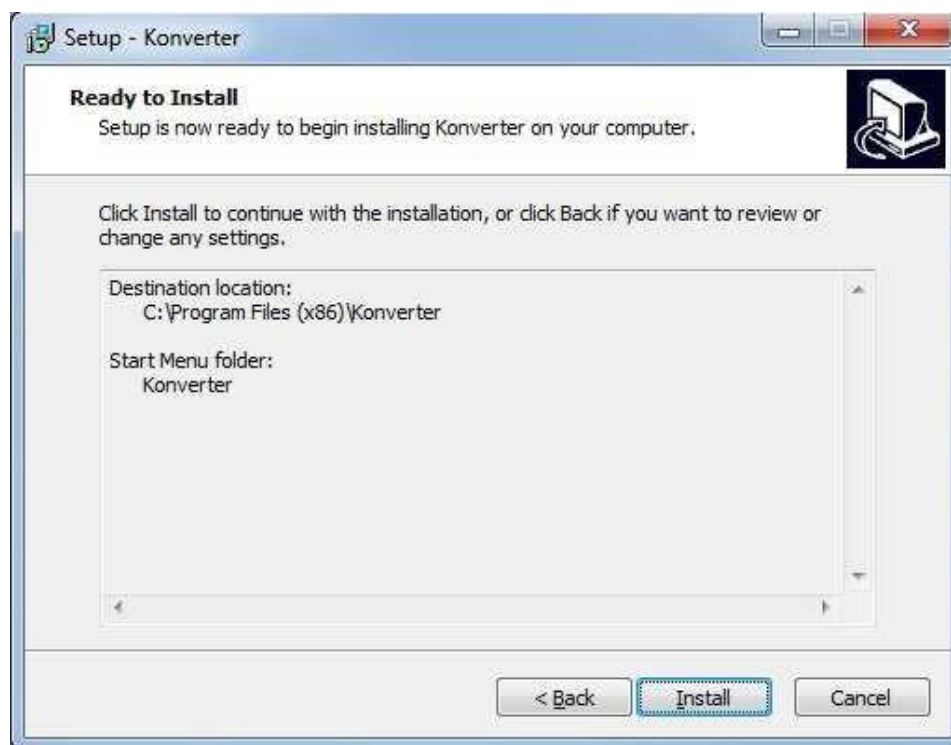 Setup - Konverter
Ready to Install
Setup is now ready to begin installing Konverter on your computer.
Click Install to continue with the installation, or click Back if you want to review or
change any settings.
Destination location:
C:\Program Files (x86)\Konverter
Start Menu folder:
Konverter
< Back
Install
Cancel